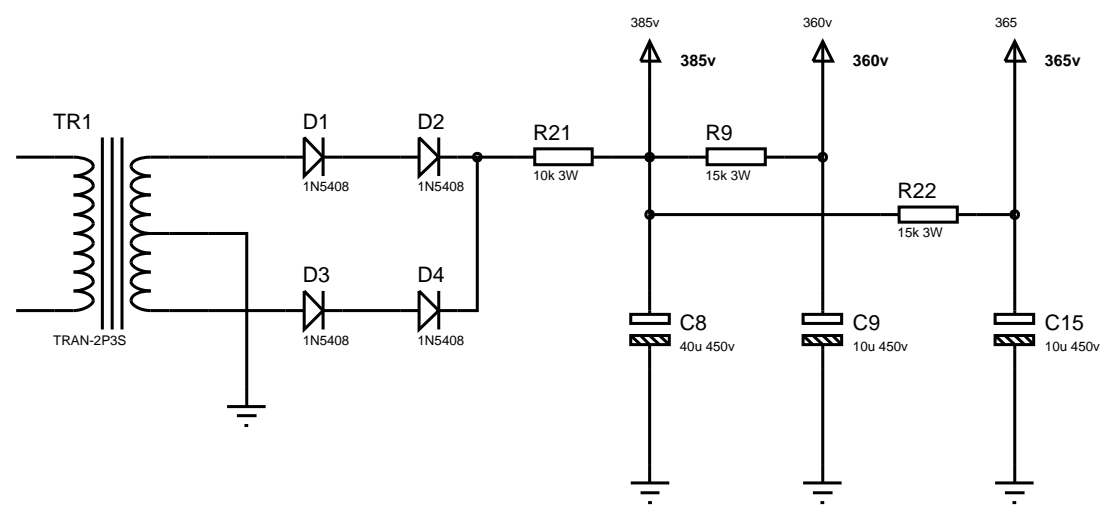 385v
360v
365
385v
360v
365v
TR1
D1
D2
R21
R9
1N5408
1N5408
10k 3W
15k 3W
R22
15k 3W
D3
D4
C8
C9
C15
TRAN-2P3S
1N5408
1N5408
40u 450v
10u 450v
10u 450v